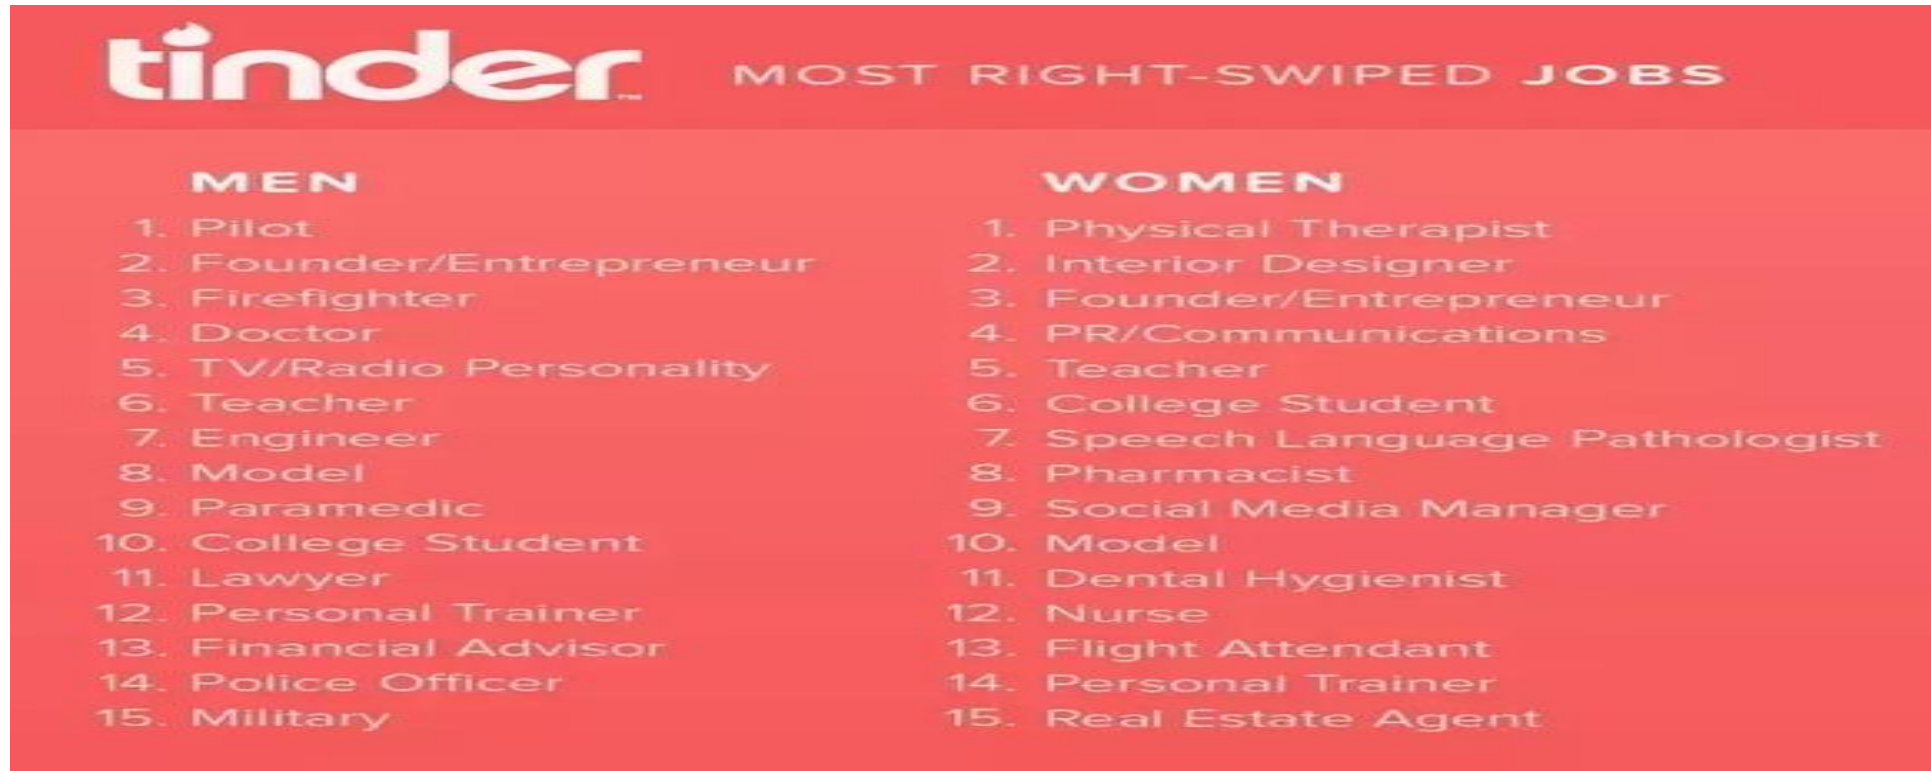 tinder™ MOST RIGHT-SWIPED JOBS
MEN
1. Pilot
2. Founder/Entrepreneur
3. Firefighter
4. Doctor
5. TV/Radio Personality
6. Teacher
7. Engineer
8. Model
9. Paramedic
10. College Student
11. Lawyer
12. Personal Trainer
13. Financial Advisor
14. Police Officer
15. Military
WOMEN
1. Physical Therapist
2. Interior Designer
3. Founder/Entrepreneur
4. PR/Communications
5. Teacher
6. College Student
7. Speech Language Pathologist
8. Pharmacist
9. Social Media Manager
10. Model
11. Dental Hygienist
12. Nurse
13. Flight Attendant
14. Personal Trainer
15. Real Estate Agent